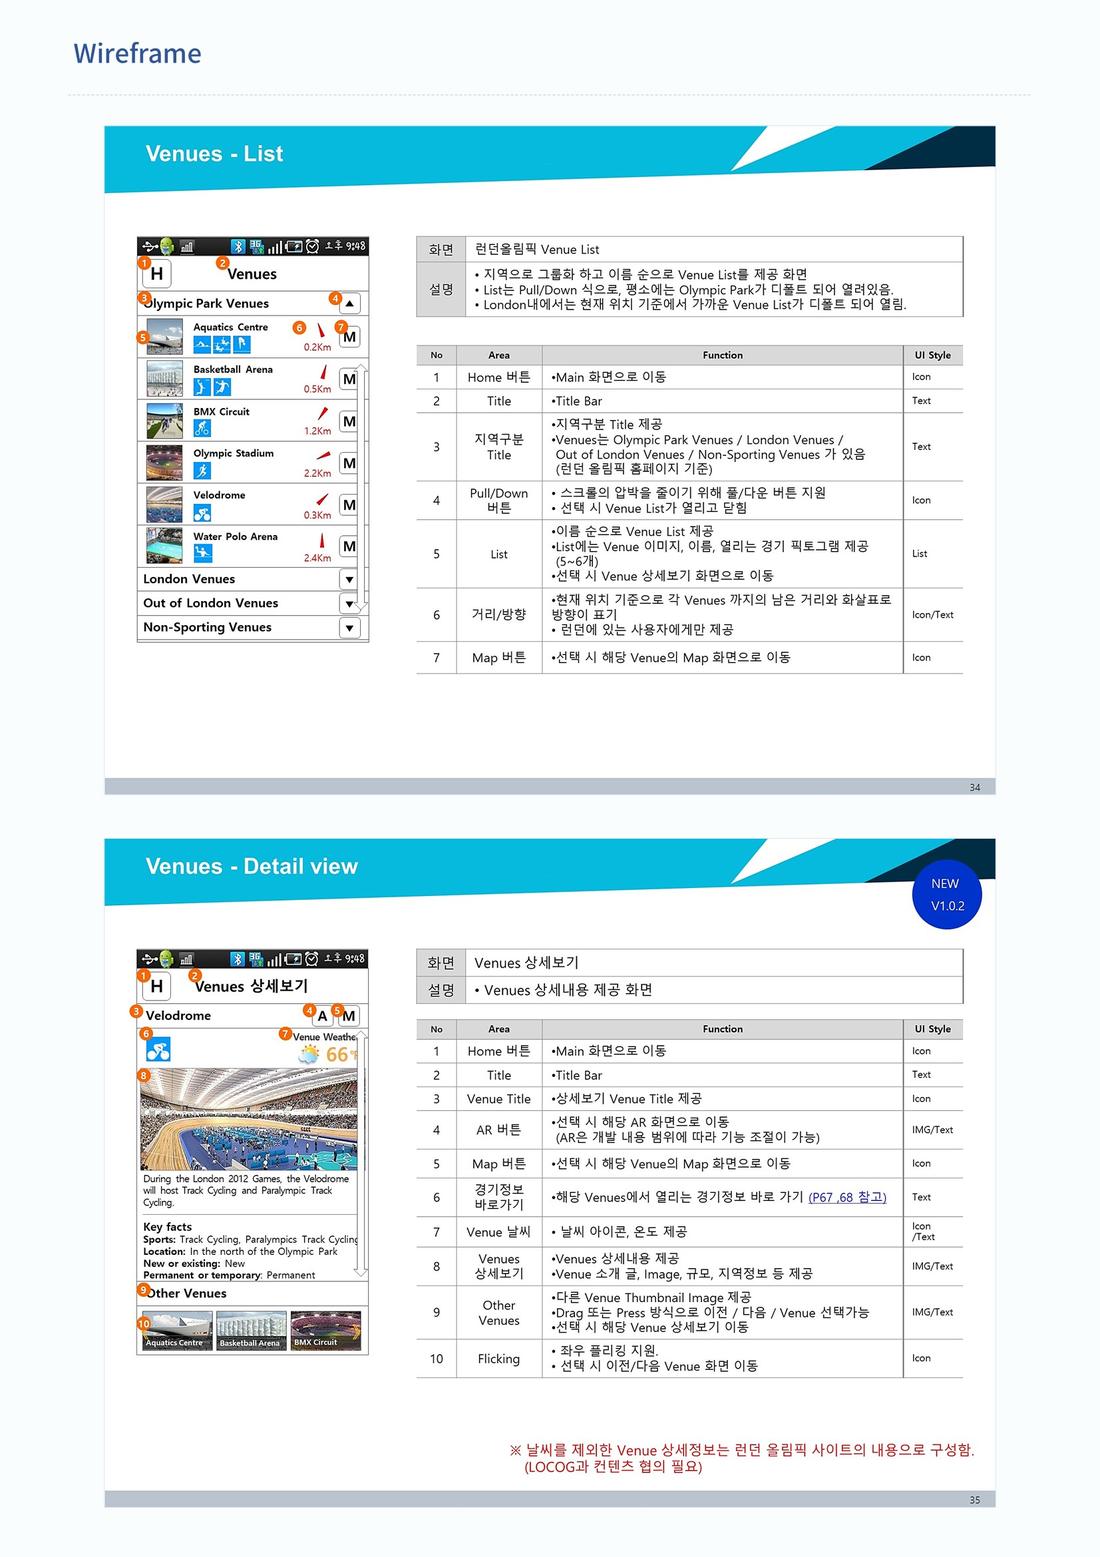 Wireframe
Venues - List
오후 9:48
1
H
2
Venues
3
Olympic Park Venues
4
▲
5
Aquatics Centre
6
0.2Km
7
M
Basketball Arena
0.5Km
M
BMX Circuit
1.2Km
M
Olympic Stadium
2.2Km
M
Velodrome
0.3Km
M
Water Polo Arena
2.4Km
M
London Venues
▼
Out of London Venues
▼
Non-Sporting Venues
▼
화면 런던올림픽 Venue List
설명
• 지역으로 그룹화 하고 이름 순으로 Venue List를 제공 화면
• List는 Pull/Down 식으로, 평소에는 Olympic Park가 디폴트 되어 열려있음.
• London내에서는 현재 위치 기준에서 가까운 Venue List가 디폴트 되어 열림.
No Area Function UI Style
1 Home 버튼 •Main 화면으로 이동 Icon
2 Title •Title Bar Text
3 지역구분 Title
•지역구분 Title 제공
•Venues는 Olympic Park Venues / London Venues /
Out of London Venues / Non-Sporting Venues 가 있음
(런던 올림픽 홈페이지 기준)
Text
4 Pull/Down 버튼
• 스크롤의 압박을 줄이기 위해 풀/다운 버튼 지원
• 선택 시 Venue List가 열리고 닫힘
Icon
5 List
•이름 순으로 Venue List 제공
•List에는 Venue 이미지, 이름, 열리는 경기 픽토그램 제공
(5~6개)
•선택 시 Venue 상세보기 화면으로 이동
List
6 거리/방향
•현재 위치 기준으로 각 Venues 까지의 남은 거리와 화살표로
방향이 표기
• 런던에 있는 사용자에게만 제공
Icon/Text
7 Map 버튼 •선택 시 해당 Venue의 Map 화면으로 이동 Icon
34
Venues - Detail view
NEW
V1.0.2
오후 9:48
1
H
2
Venues 상세보기
3
Velodrome
4
A
5
M
6
7
Venue Weathe
66°F
8
During the London 2012 Games, the Velodrome
will host Track Cycling and Paralympic Track
Cycling.
Key facts
Sports: Track Cycling, Paralympics Track Cycling
Location: In the north of the Olympic Park
New or existing: New
Permanent or temporary: Permanent
9
Other Venues
10
Aquatics Centre
Basketball Arena
BMX Circuit
화면 Venues 상세보기
설명 • Venues 상세내용 제공 화면
No Area Function UI Style
1 Home 버튼 •Main 화면으로 이동 Icon
2 Title •Title Bar Text
3 Venue Title •상세보기 Venue Title 제공 Icon
4 AR 버튼
•선택 시 해당 AR 화면으로 이동
(AR은 개발 내용 범위에 따라 기능 조절이 가능)
IMG/Text
5 Map 버튼 •선택 시 해당 Venue의 Map 화면으로 이동 Icon
6 경기정보 바로가기 •해당 Venues에서 열리는 경기정보 바로 가기 (P67 ,68 참고) Text
7 Venue 날씨 • 날씨 아이콘, 온도 제공 Icon /Text
8 Venues 상세보기
•Venues 상세내용 제공
•Venue 소개 글, Image, 규모, 지역정보 등 제공
IMG/Text
9 Other Venues
•다른 Venue Thumbnail Image 제공
•Drag 또는 Press 방식으로 이전 / 다음 / Venue 선택가능
•선택 시 해당 Venue 상세보기 이동
IMG/Text
10 Flicking
• 좌우 플리킹 지원.
• 선택 시 이전/다음 Venue 화면 이동
Icon
※ 날씨를 제외한 Venue 상세정보는 런던 올림픽 사이트의 내용으로 구성함.
(LOCOG과 컨텐츠 협의 필요)
35